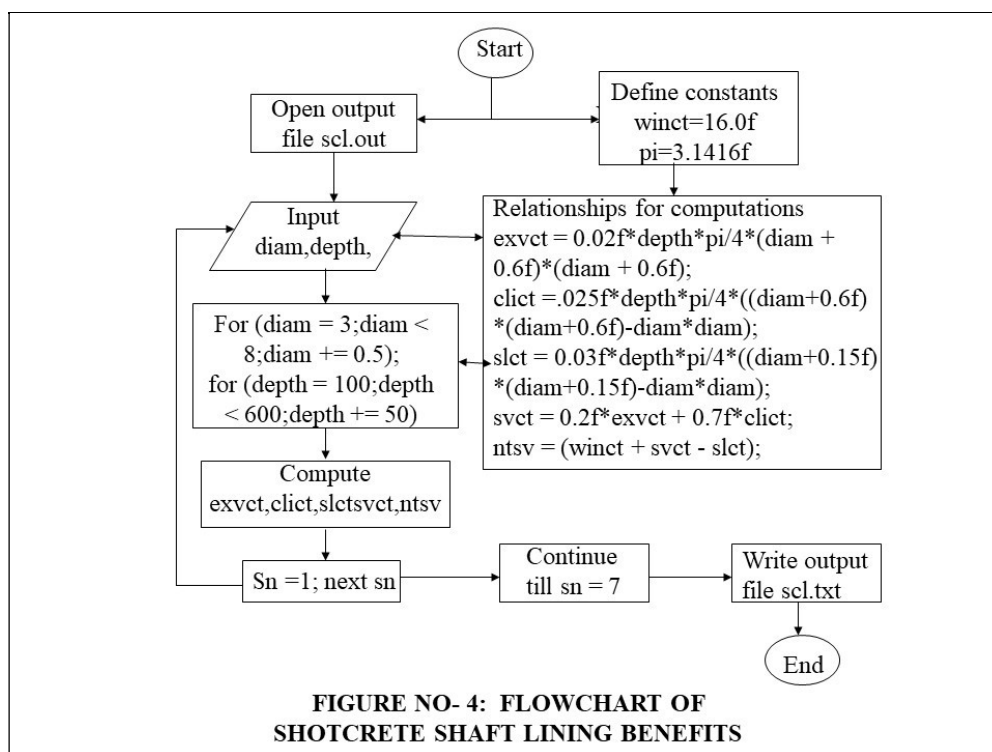 Start
Open output
file scl.out
Define constants
winct=16.0f
pi=3.1416f
Input
diam,depth,
Relationships for computations
exvct = 0.02f*depth*pi/4*(diam +
0.6f)*(diam + 0.6f);
clict =.025f*depth*pi/4*((diam+0.6f)
*(diam+0.6f)-diam*diam);
slct = 0.03f*depth*pi/4*((diam+0.15f)
*(diam+0.15f)-diam*diam);
svct = 0.2f*exvct + 0.7f*clict;
ntsv = (winct + svct - slct);
For (diam = 3;diam <
8;diam += 0.5);
for (depth = 100;depth
< 600;depth += 50)
Compute
exvct,clict,slctsvct,ntsv
Sn =1; next sn
Continue
till sn = 7
Write output
file scl.txt
End
FIGURE NO- 4: FLOWCHART OF
SHOTCRETE SHAFT LINING BENEFITS